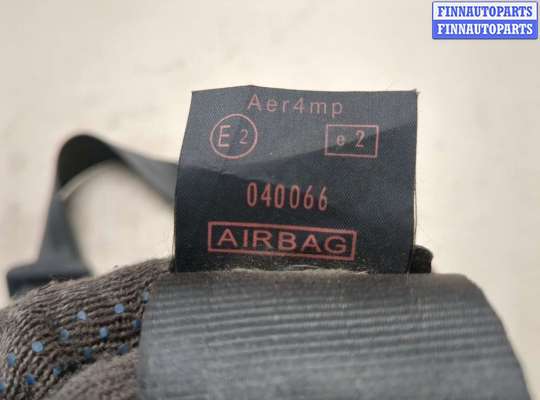 FINNAUTOPARTS
FINNAUTOPARTS
Aer4mp
E2 e2
040066
AIRBAG